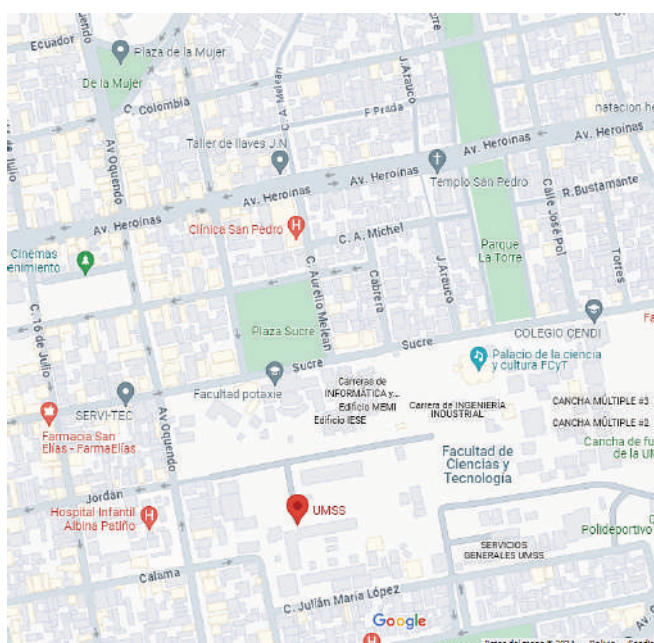 Ecuador
Plaza de la Mujer
De la Mujer
C. Colombia
C. A. Melean
J. Arauco
F. Prada
natacion he
Taller de llaves J.N
Av. Heroinas
Av. Heroinas
Av Oquendo
Av. Heroinas
Templo San Pedro
Av. Heroinas
R. Bustamante
Clínica San Pedro
C. A. Michel
Calle José Pol
Cinemas
enimiento
Parque
La Torre
Torres
C. Aurelio Melean
Cabrera
J. Arauco
C. 16 de Julio
Plaza Sucre
COLEGIO CENDI
Sucre
Sucre
Palacio de la ciencia
y cultura FCyT
Facultad potaxie
Carreras de
INFORMÁTICA y...
Edificio MEMI
Edificio IESE
Carrera de INGENIERÍA
INDUSTRIAL
CANCHA MÚLTIPLE #3
CANCHA MÚLTIPLE #2
SERVI-TEC
Av Oquendo
Farmacia San
Elías - FarmaElías
Facultad de
Ciencias y
Tecnología
Cancha de fu
de la UM
Jordan
UMSS
Hospital Infantil
Albina Patiño
Polideportivo
SERVICIOS
GENERALES UMSS
Calama
C. Julián María López
Google